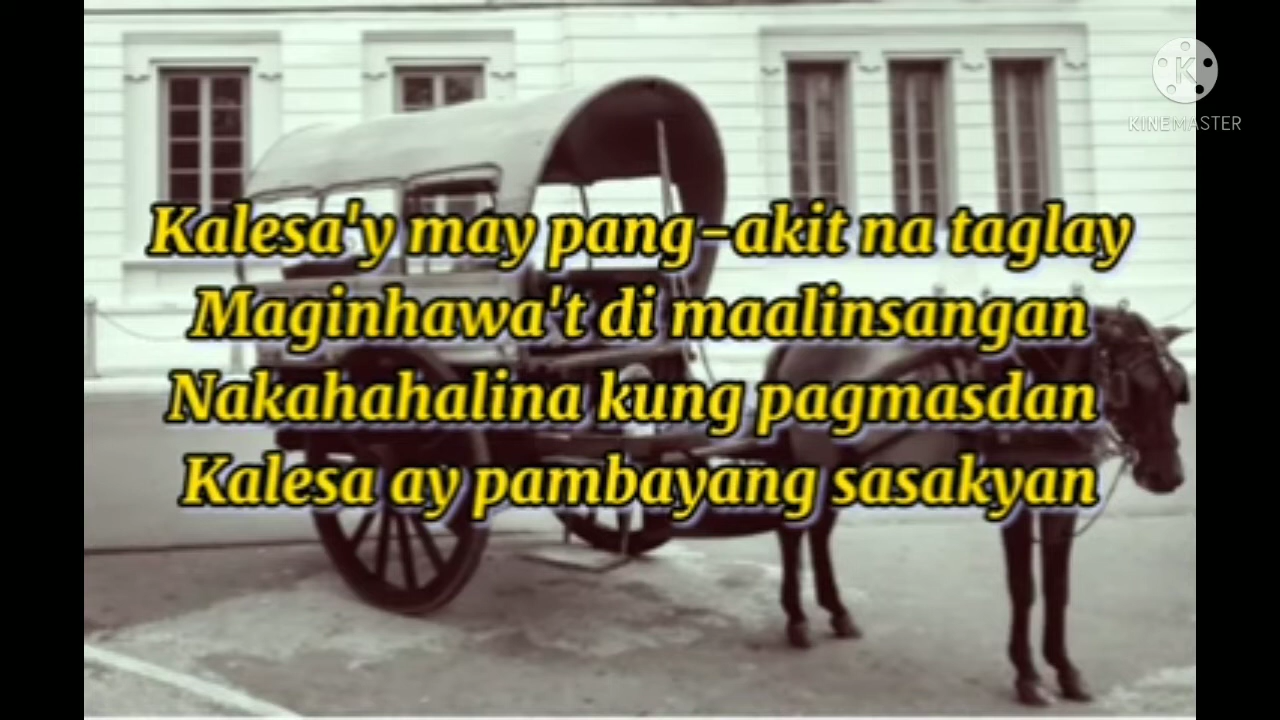 KINEMASTER
Kalesa'y may pang-akit na taglay
Maginhawa't di maalinsangan
Nakahahalina kung pagmasdan
Kalesa ay pambayang sasakyan